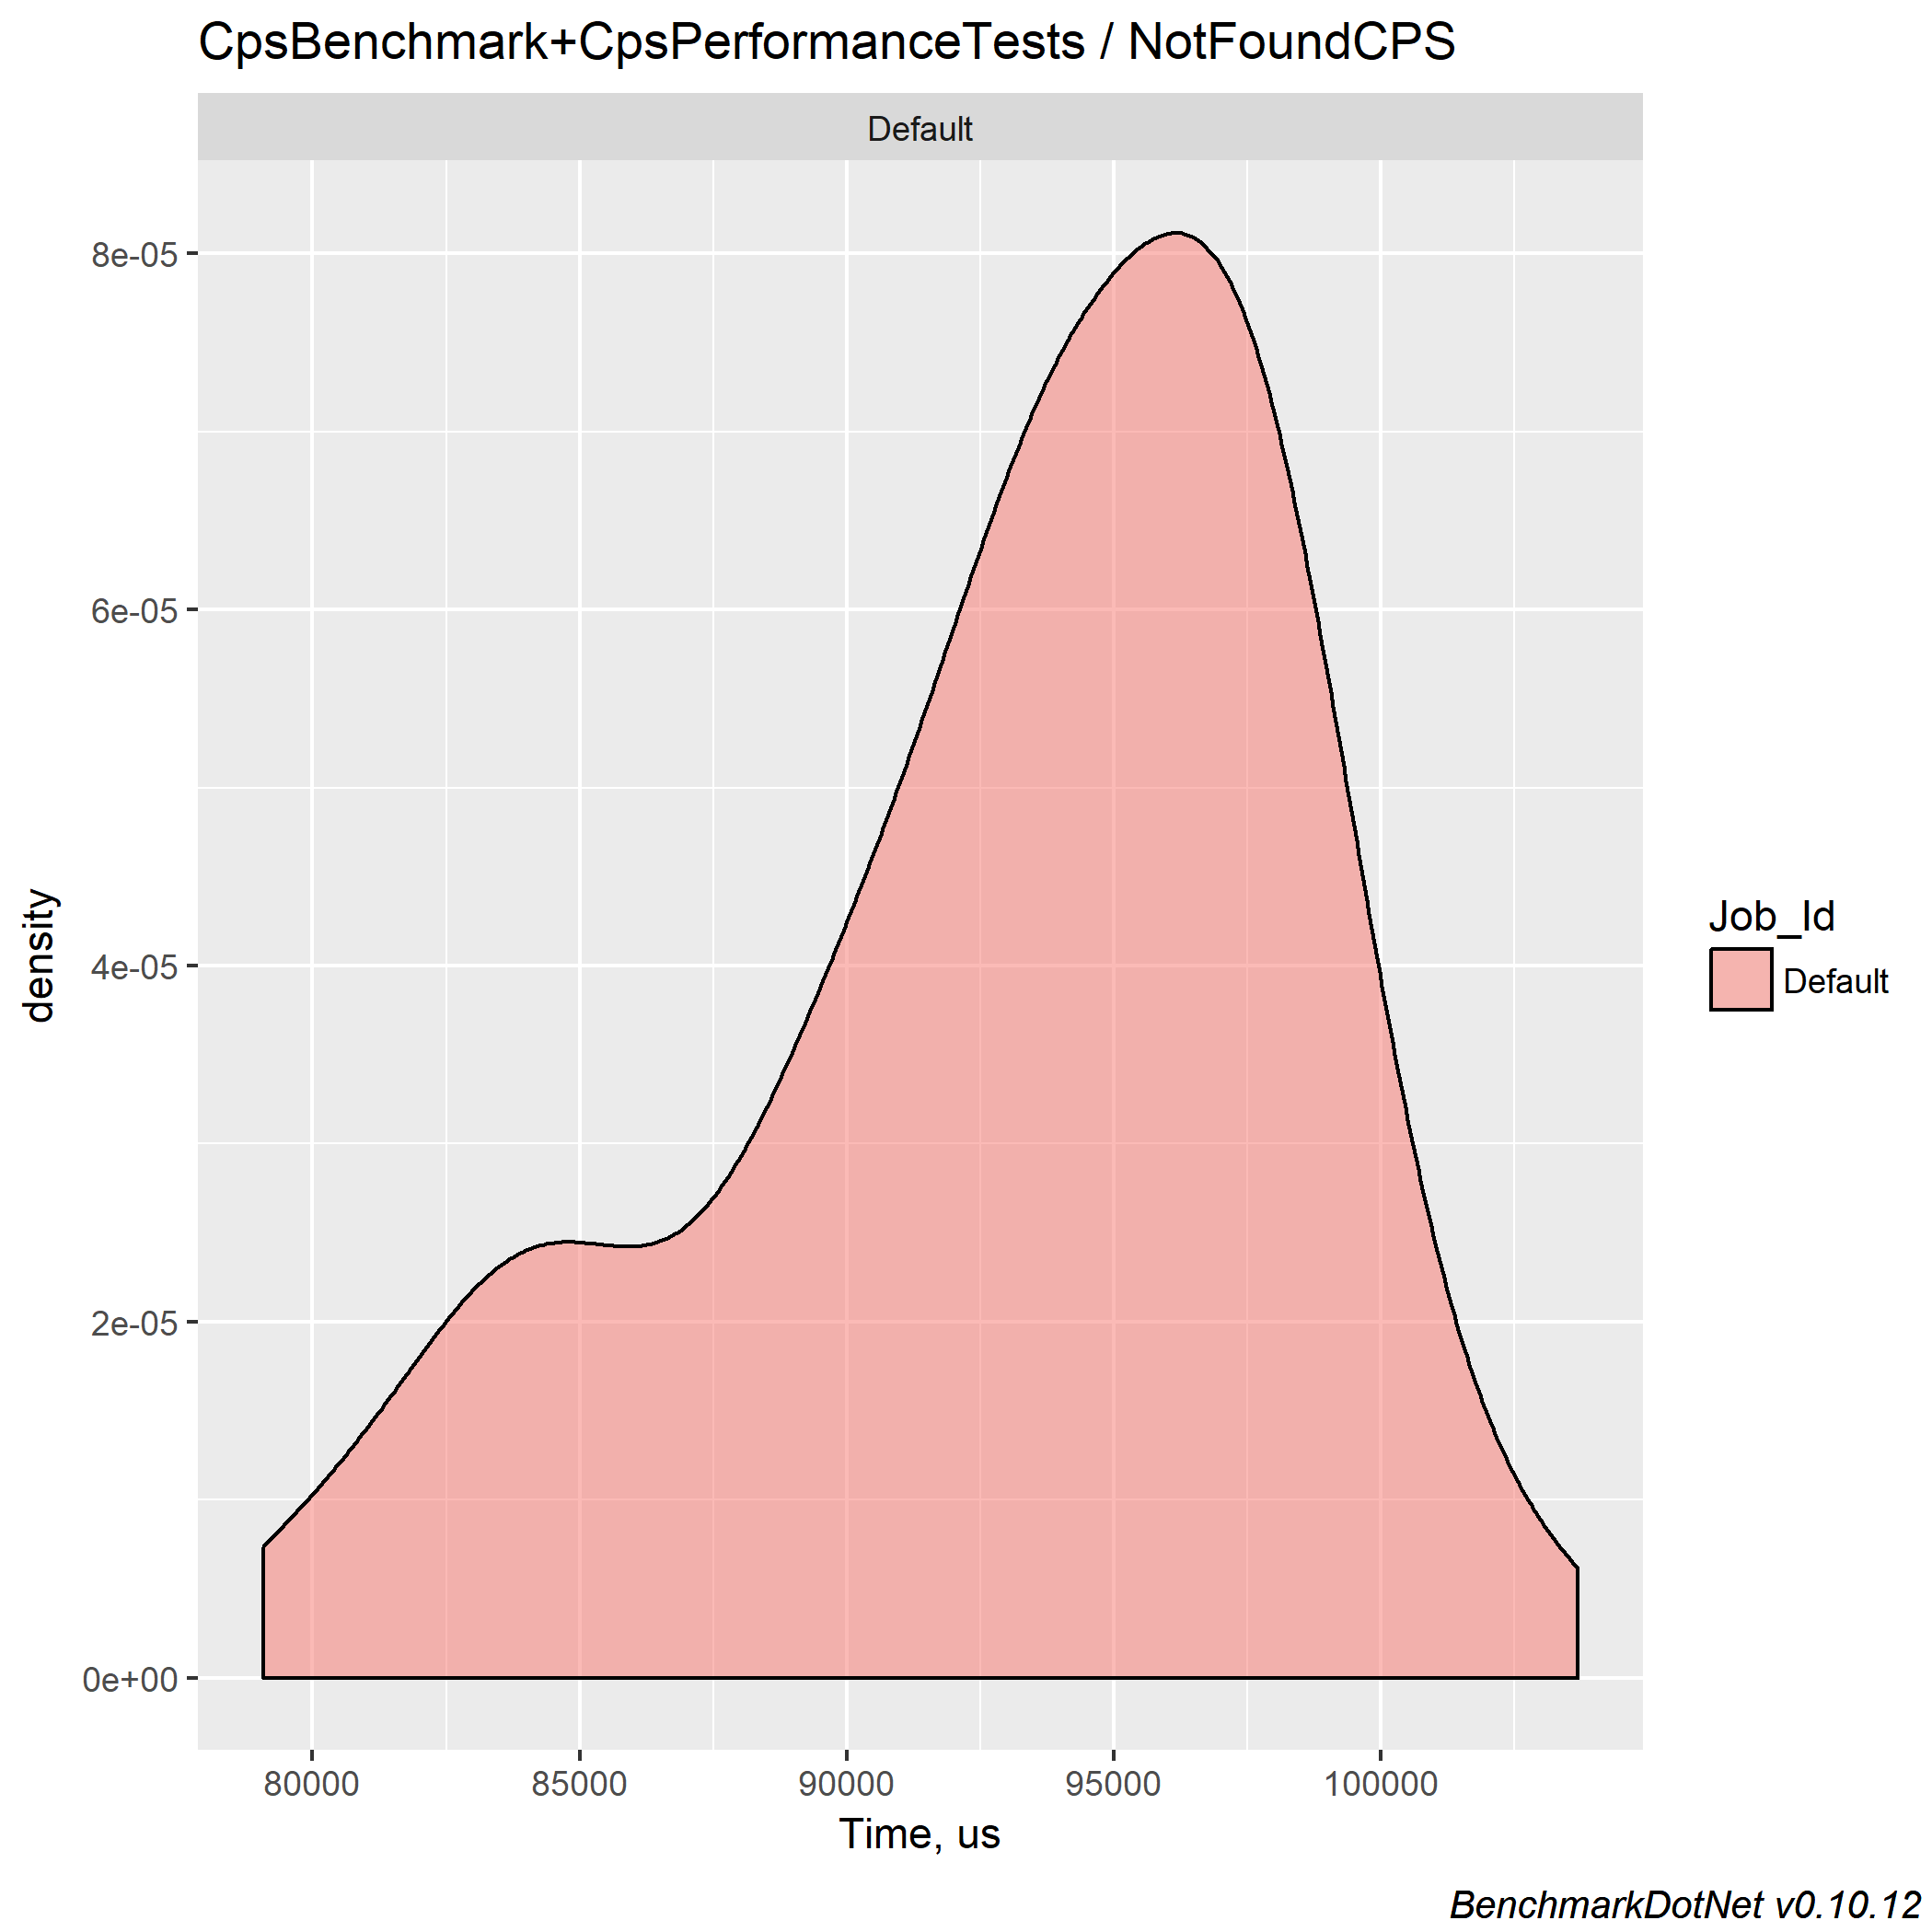 CpsBenchmark+CpsPerformanceTests / NotFoundCPS
Default
8e-05
6e-05
4e-05
2e-05
0e+00
density
80000 85000 90000 95000 100000
Time, us
Job_Id
Default
BenchmarkDotNet v0.10.12